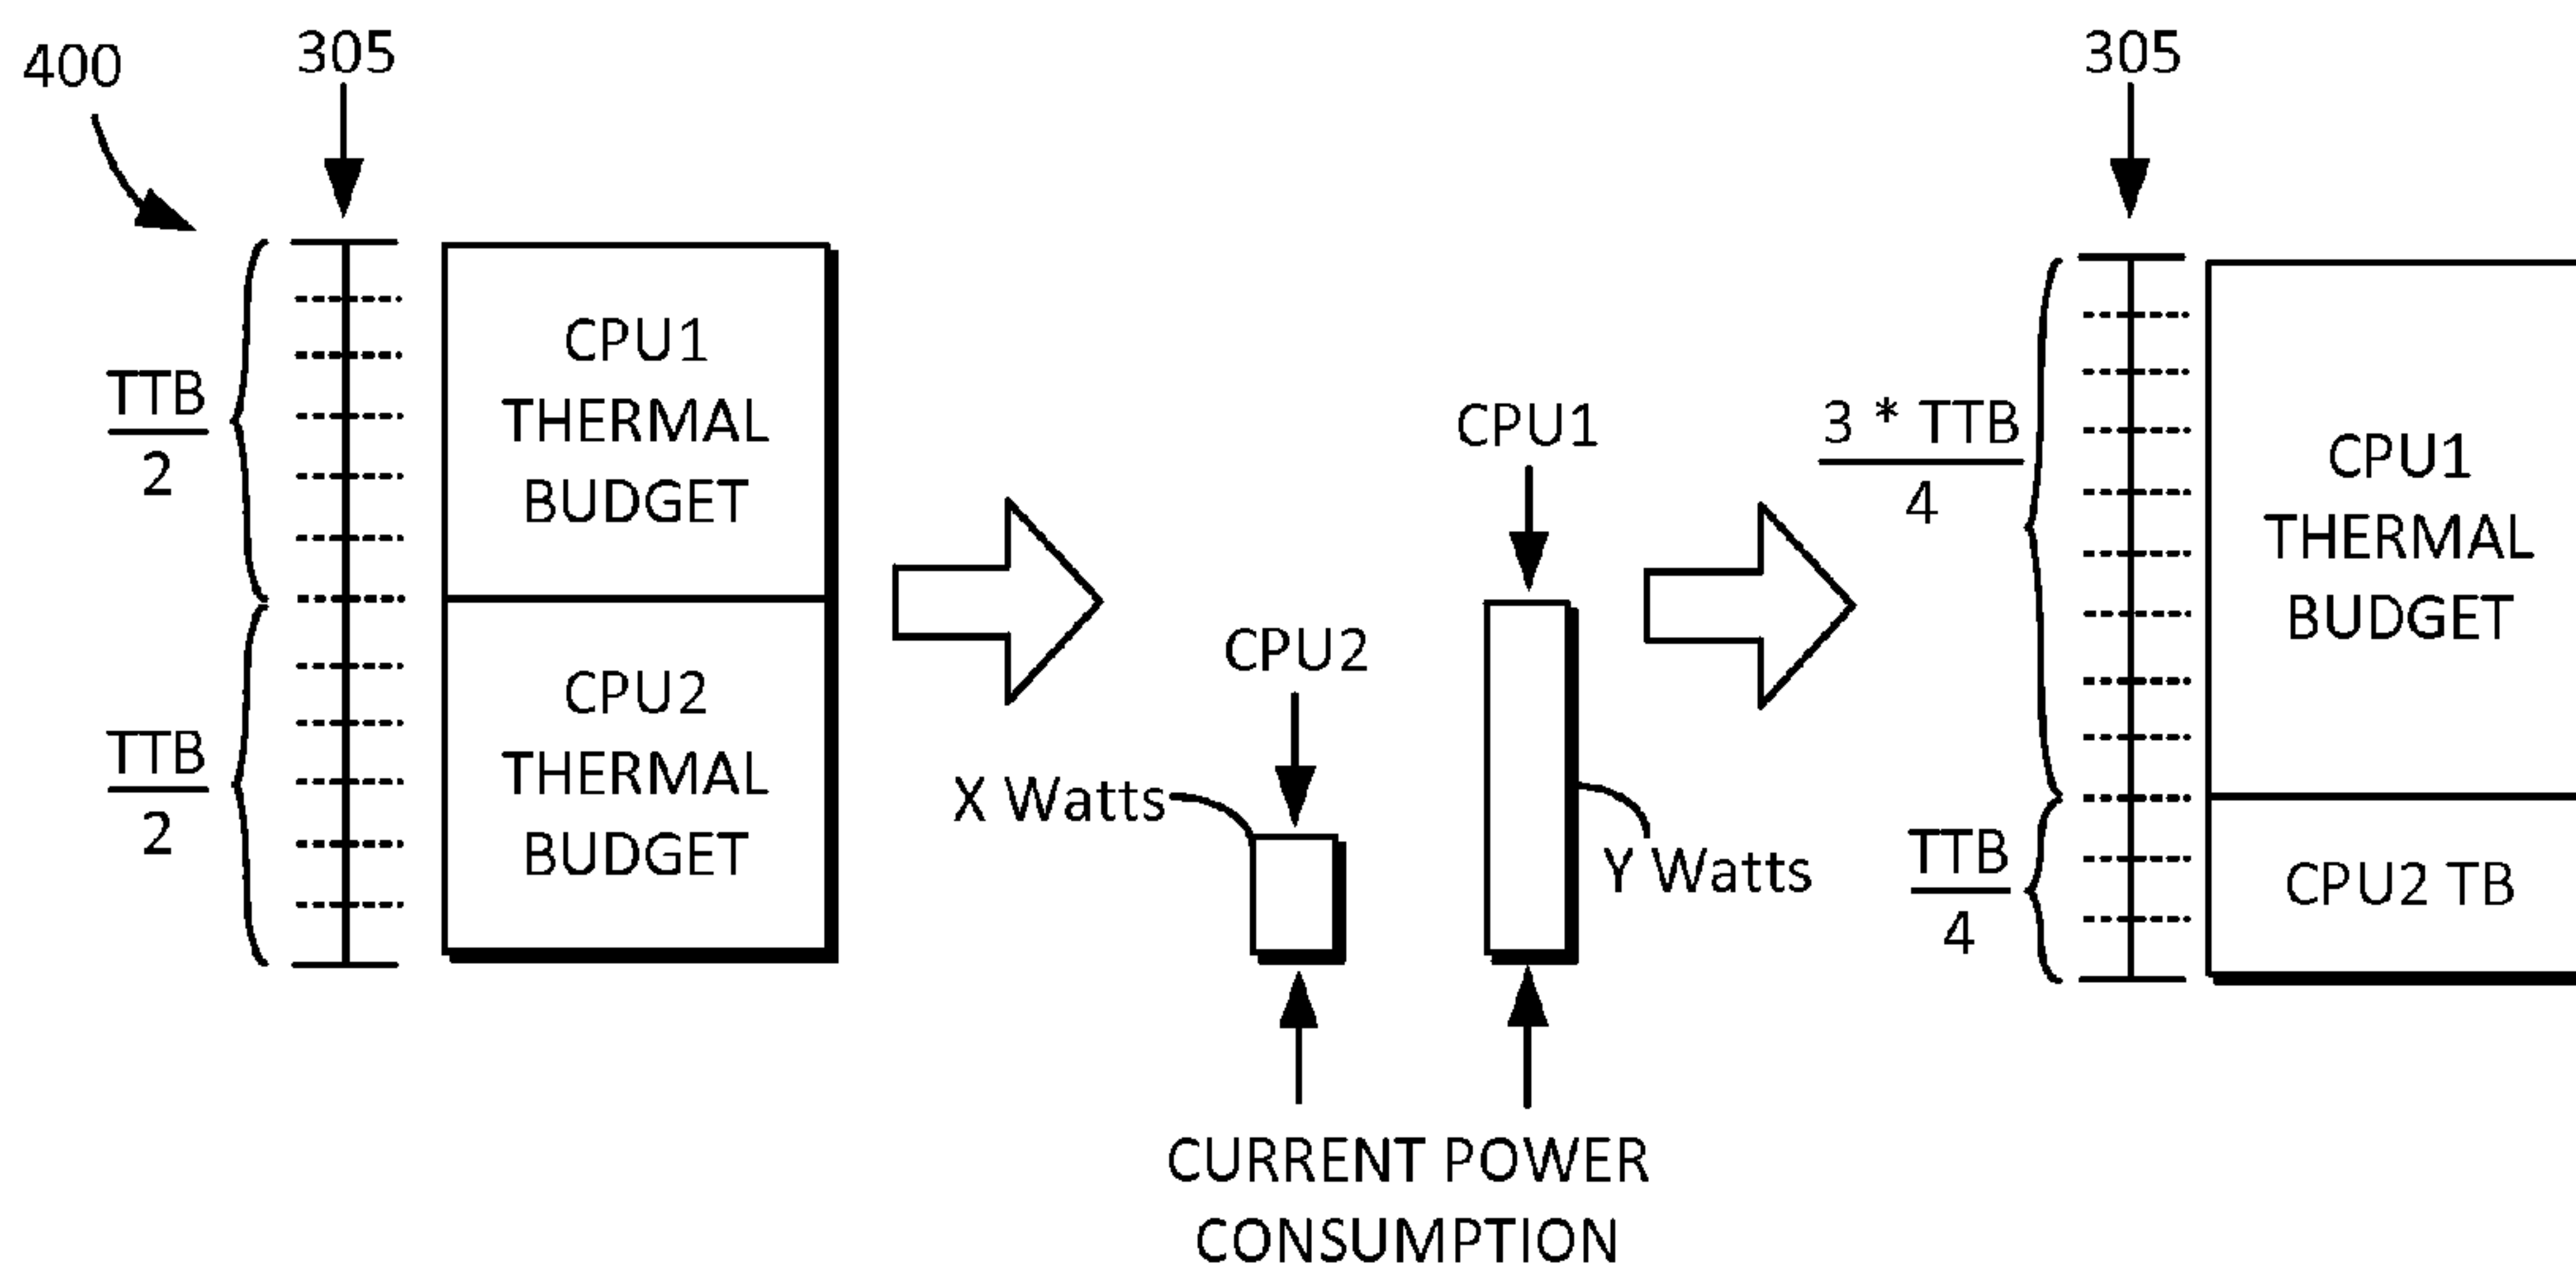 400
305
TTB
2
CPU1
THERMAL
BUDGET
TTB
2
CPU2
THERMAL
BUDGET
CPU2
X Watts
CPU1
Y Watts
CURRENT POWER
CONSUMPTION
305
3 * TTB
4
CPU1
THERMAL
BUDGET
TTB
4
CPU2 TB